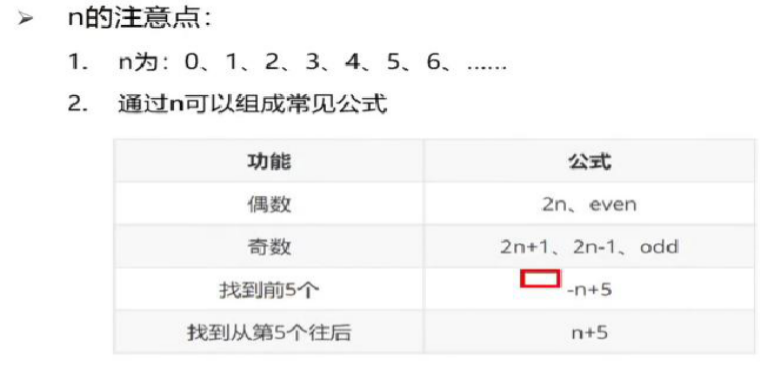 ➢ n的注意点：
1. n为：0、1、2、3、4、5、6、……
2. 通过n可以组成常见公式
功能 公式
偶数 2n、even
奇数 2n+1、2n-1、odd
找到前5个 -n+5
找到从第5个往后 n+5